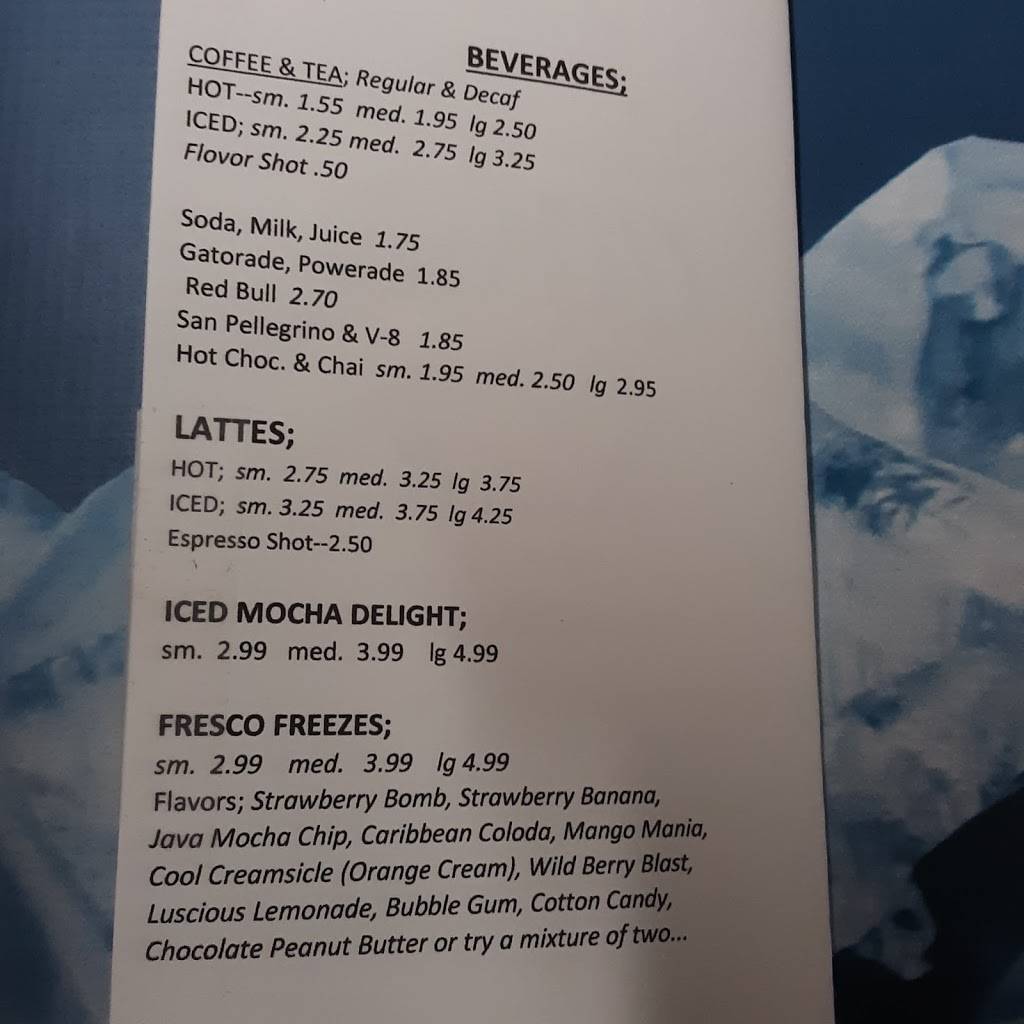 BEVERAGES;
COFFEE & TEA; Regular & Decaf
HOT--sm. 1.55 med. 1.95 lg 2.50
ICED; sm. 2.25 med. 2.75 lg 3.25
Flovor Shot .50
Soda, Milk, Juice 1.75
Gatorade, Powerade 1.85
Red Bull 2.70
San Pellegrino & V-8 1.85
Hot Choc. & Chai sm. 1.95 med. 2.50 lg 2.95
LATTES;
HOT; sm. 2.75 med. 3.25 lg 3.75
ICED; sm. 3.25 med. 3.75 lg 4.25
Espresso Shot--2.50
ICED MOCHA DELIGHT;
sm. 2.99 med. 3.99 lg 4.99
FRESCO FREEZES;
sm. 2.99 med. 3.99 lg 4.99
Flavors; Strawberry Bomb, Strawberry Banana,
Java Mocha Chip, Caribbean Coloda, Mango Mania,
Cool Creamsicle (Orange Cream), Wild Berry Blast,
Luscious Lemonade, Bubble Gum, Cotton Candy,
Chocolate Peanut Butter or try a mixture of two...